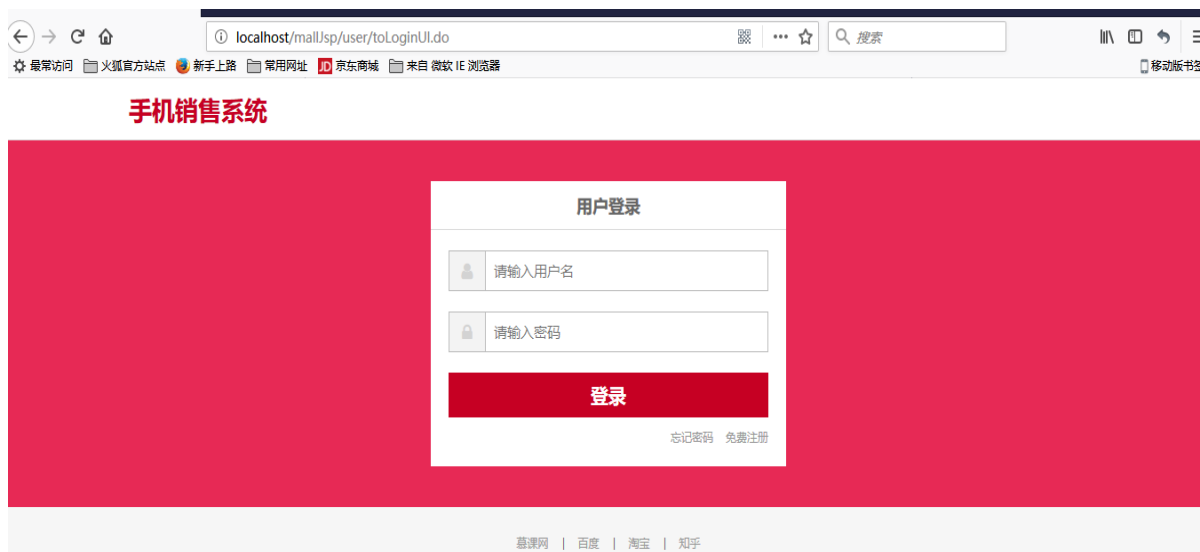 localhost/mallJsp/user/toLoginUI.do
搜索
最常访问 火狐官方站点 新手上路 常用网址 JD 京东商城 来自 微软 IE 浏览器 移动版书签
手机销售系统
用户登录
请输入用户名
请输入密码
登录
忘记密码 免费注册
慕课网 | 百度 | 淘宝 | 知乎